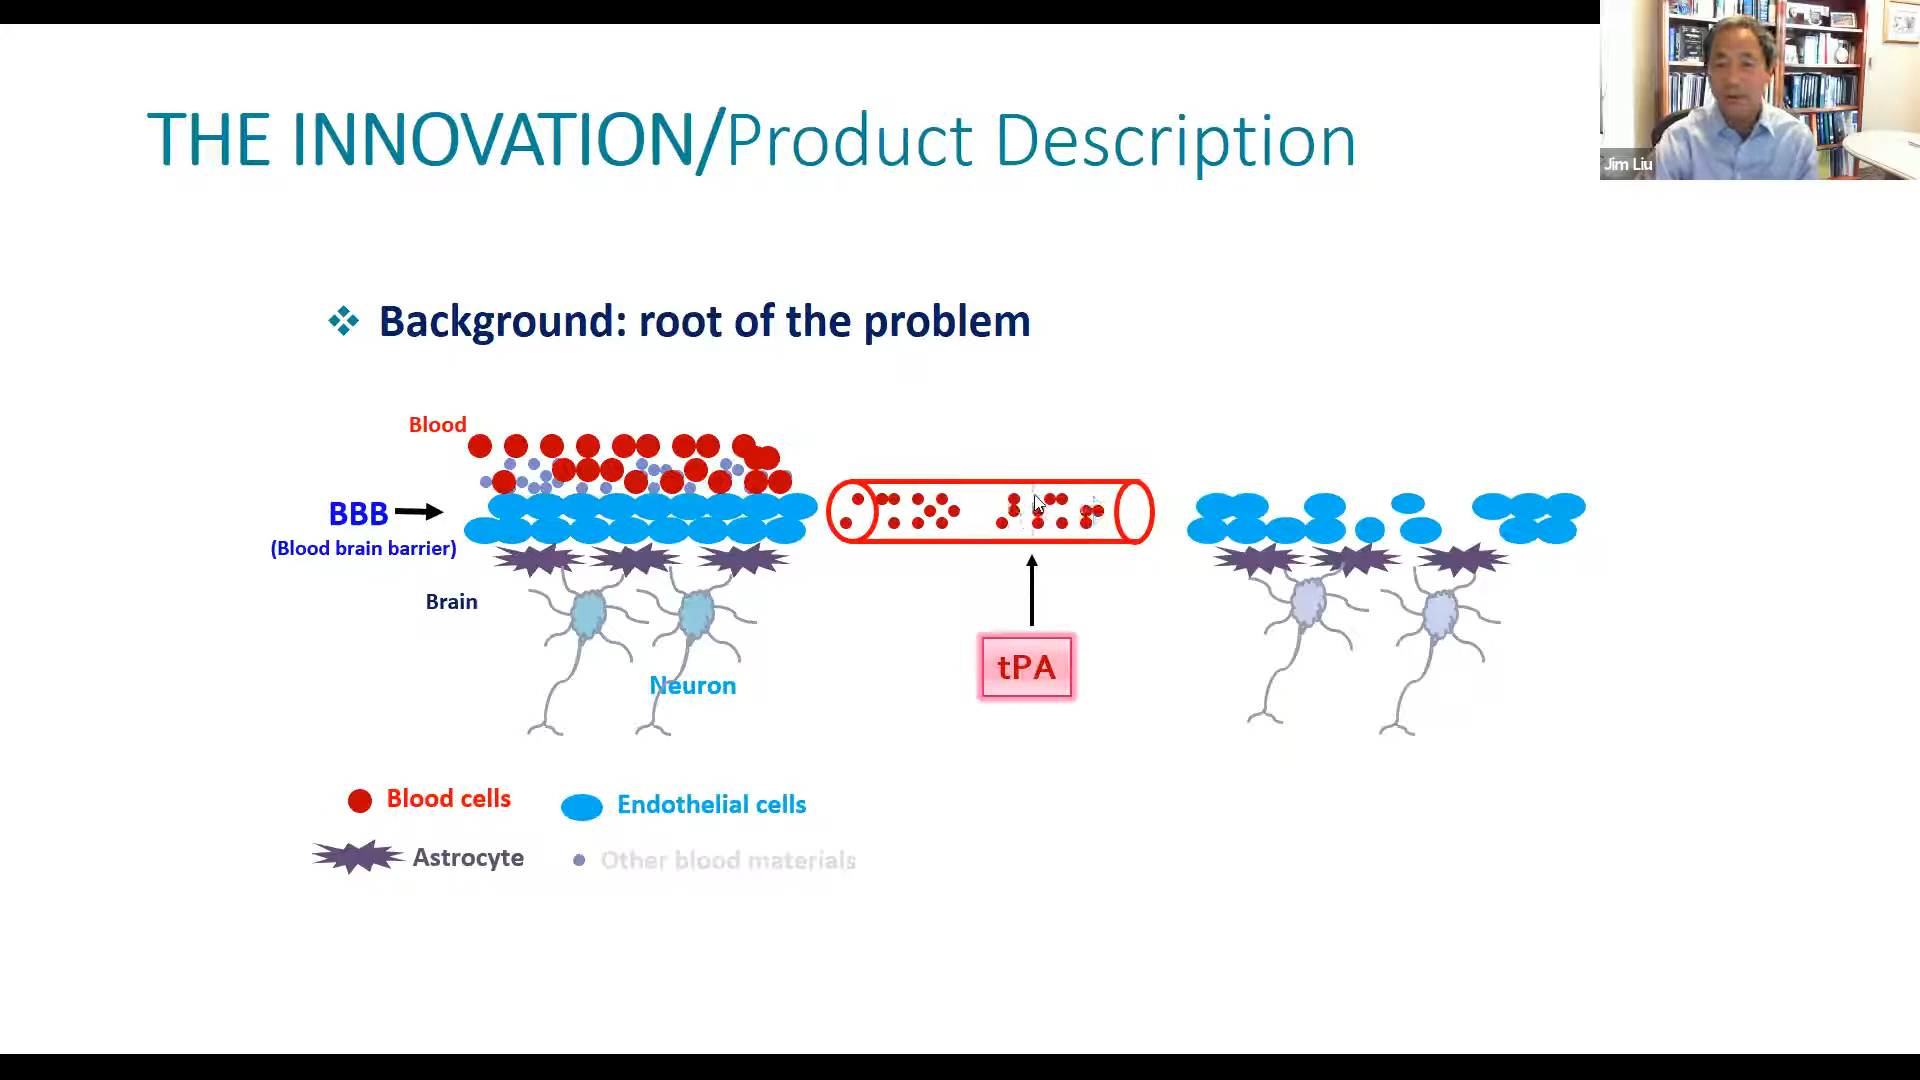 THE INNOVATION/Product Description
Jim Liu
Background: root of the problem
Blood
BBB
(Blood brain barrier)
Brain
Neuron
tPA
Blood cells
Endothelial cells
Astrocyte
Other blood materials